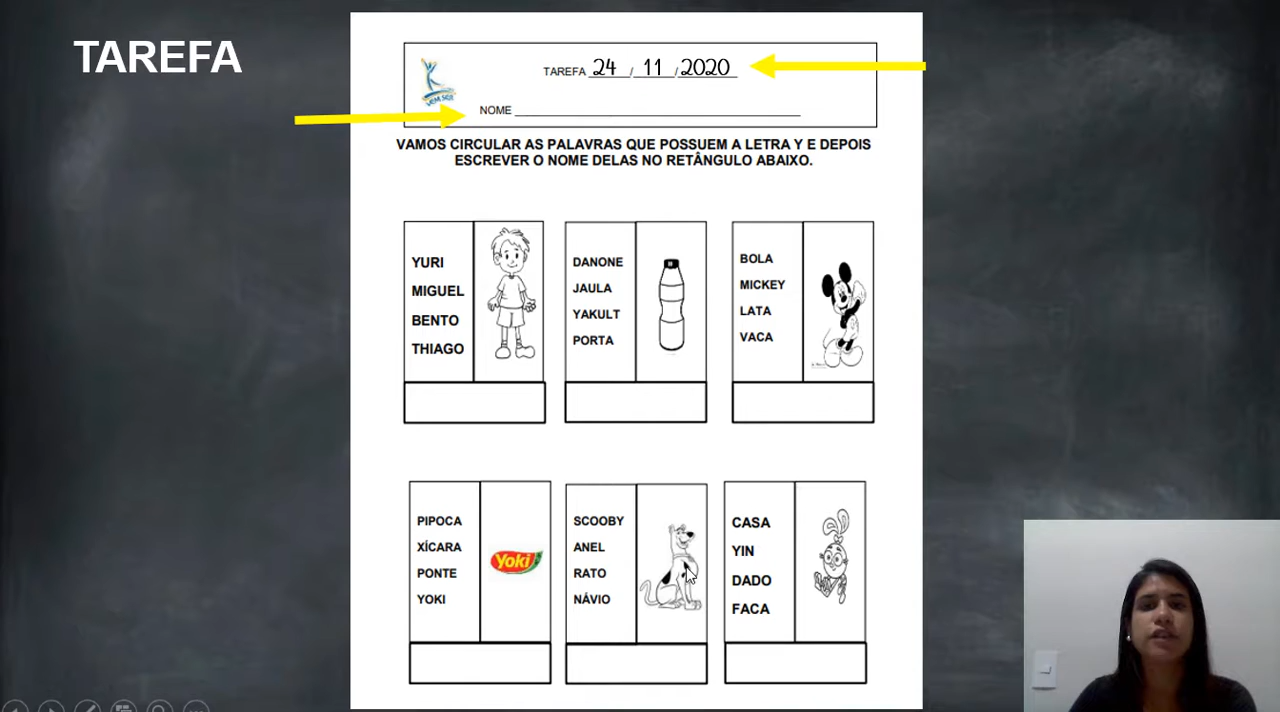 TAREFA
TAREFA 24 / 11 / 2020
NOME
VAMOS CIRCULAR AS PALAVRAS QUE POSSUEM A LETRA Y E DEPOIS
ESCREVER O NOME DELAS NO RETÂNGULO ABAIXO.
YURI
MIGUEL
BENTO
THIAGO
DANONE
JAULA
YAKULT
PORTA
BOLA
MICKEY
LATA
VACA
PIPOCA
XÍCARA
PONTE
YOKI
Yoki
SCOOBY
ANEL
RATO
NÁVIO
CASA
YIN
DADO
FACA